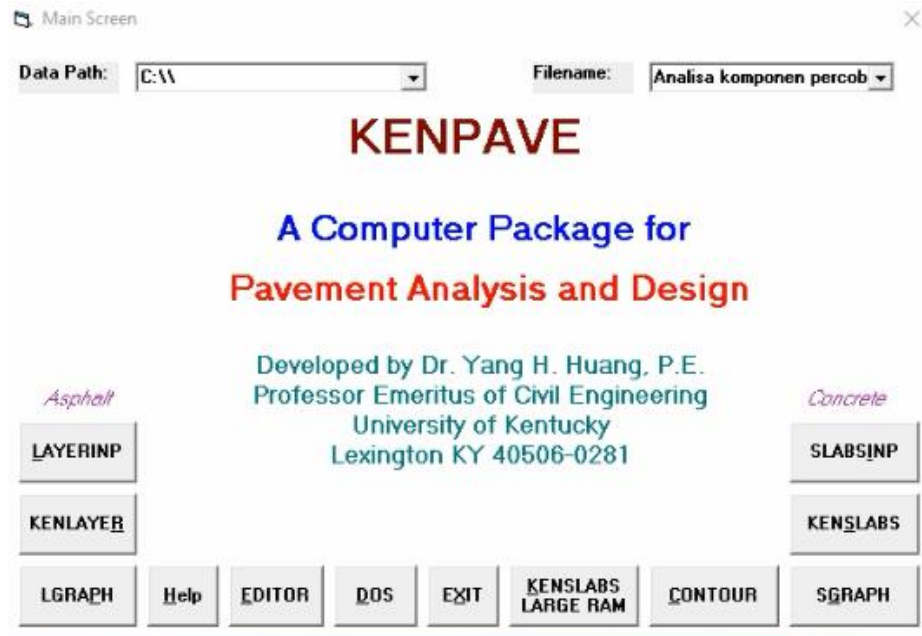 Main Screen
Data Path: C:\\ Filename: Analisa komponen percob
KENPAVE
A Computer Package for
Pavement Analysis and Design
Developed by Dr. Yang H. Huang, P.E.
Professor Emeritus of Civil Engineering
University of Kentucky
Lexington KY 40506-0281
Asphalt
Concrete
LAYERINP
SLABSINP
KENLAYER
KENSLABS
LGRAPH
Help
EDITOR
DOS
EXIT
KENSLABS
LARGE RAM
CONTOUR
SGRAPH